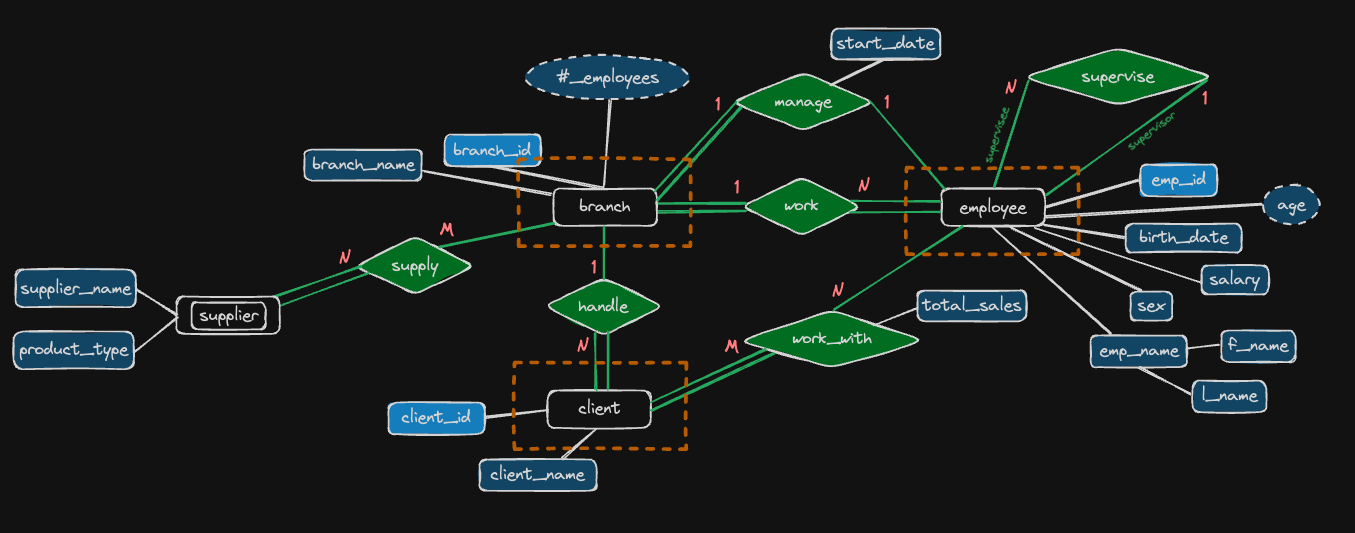 start_date
#_employees
supervise
N
1
manage
1
1
supervisee
supervisor
branch_id
branch_name
emp_id
branch
1
work
N
employee
age
M
birth_date
N
supply
1
salary
supplier_name
N
handle
total_sales
sex
supplier
product_type
N
M
work_with
emp_name
f_name
l_name
client_id
client
client_name